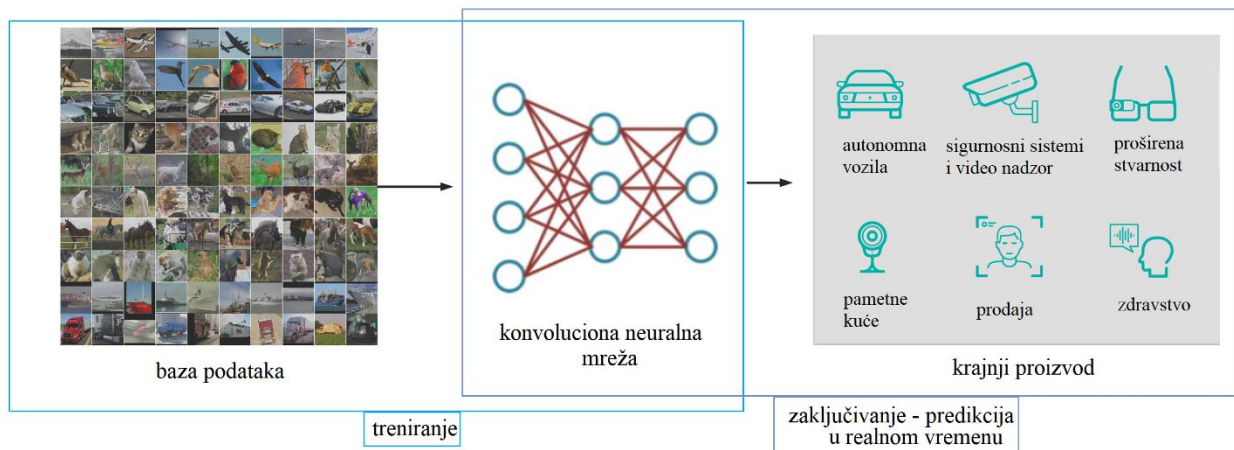 baza podataka
konvoluciona neuralna
mreža
autonomna
vozila
sigurnosni sistemi
i video nadzor
proširena
stvarnost
pametne
kuće
prodaja
zdravstvo
krajnji proizvod
treniranje
zaključivanje - predikcija
u realnom vremenu